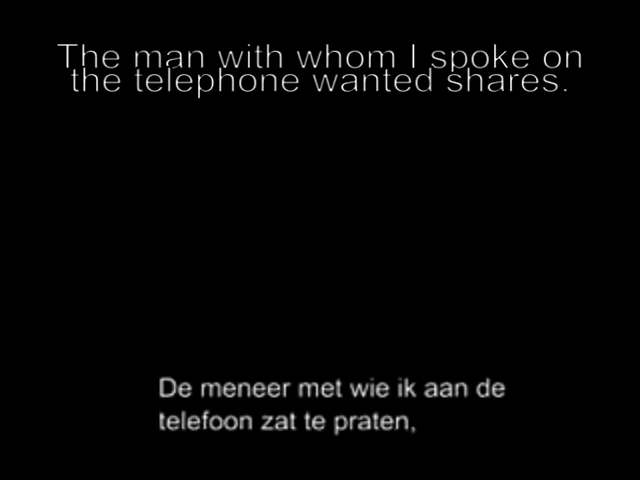 The man with whom I spoke on
the telephone wanted shares.
De meneer met wie ik aan de
telefoon zat te praten,